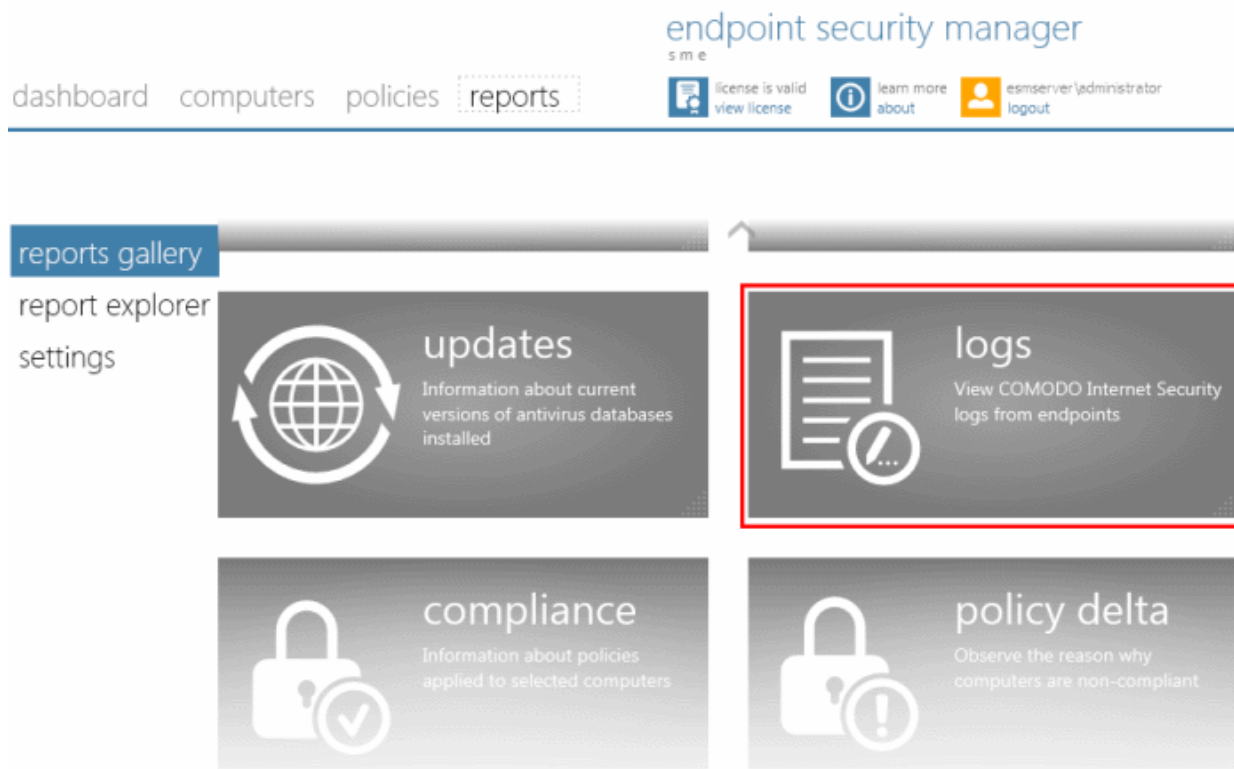 endpoint security manager
s m e
dashboard computers policies reports
license is valid
view license
learn more
about
esmserver\administrator
logout
reports gallery
report explorer
settings
updates
Information about current
versions of antivirus databases
installed
logs
View COMODO Internet Security
logs from endpoints
compliance
Information about policies
applied to selected computers
policy delta
Observe the reason why
computers are non-compliant